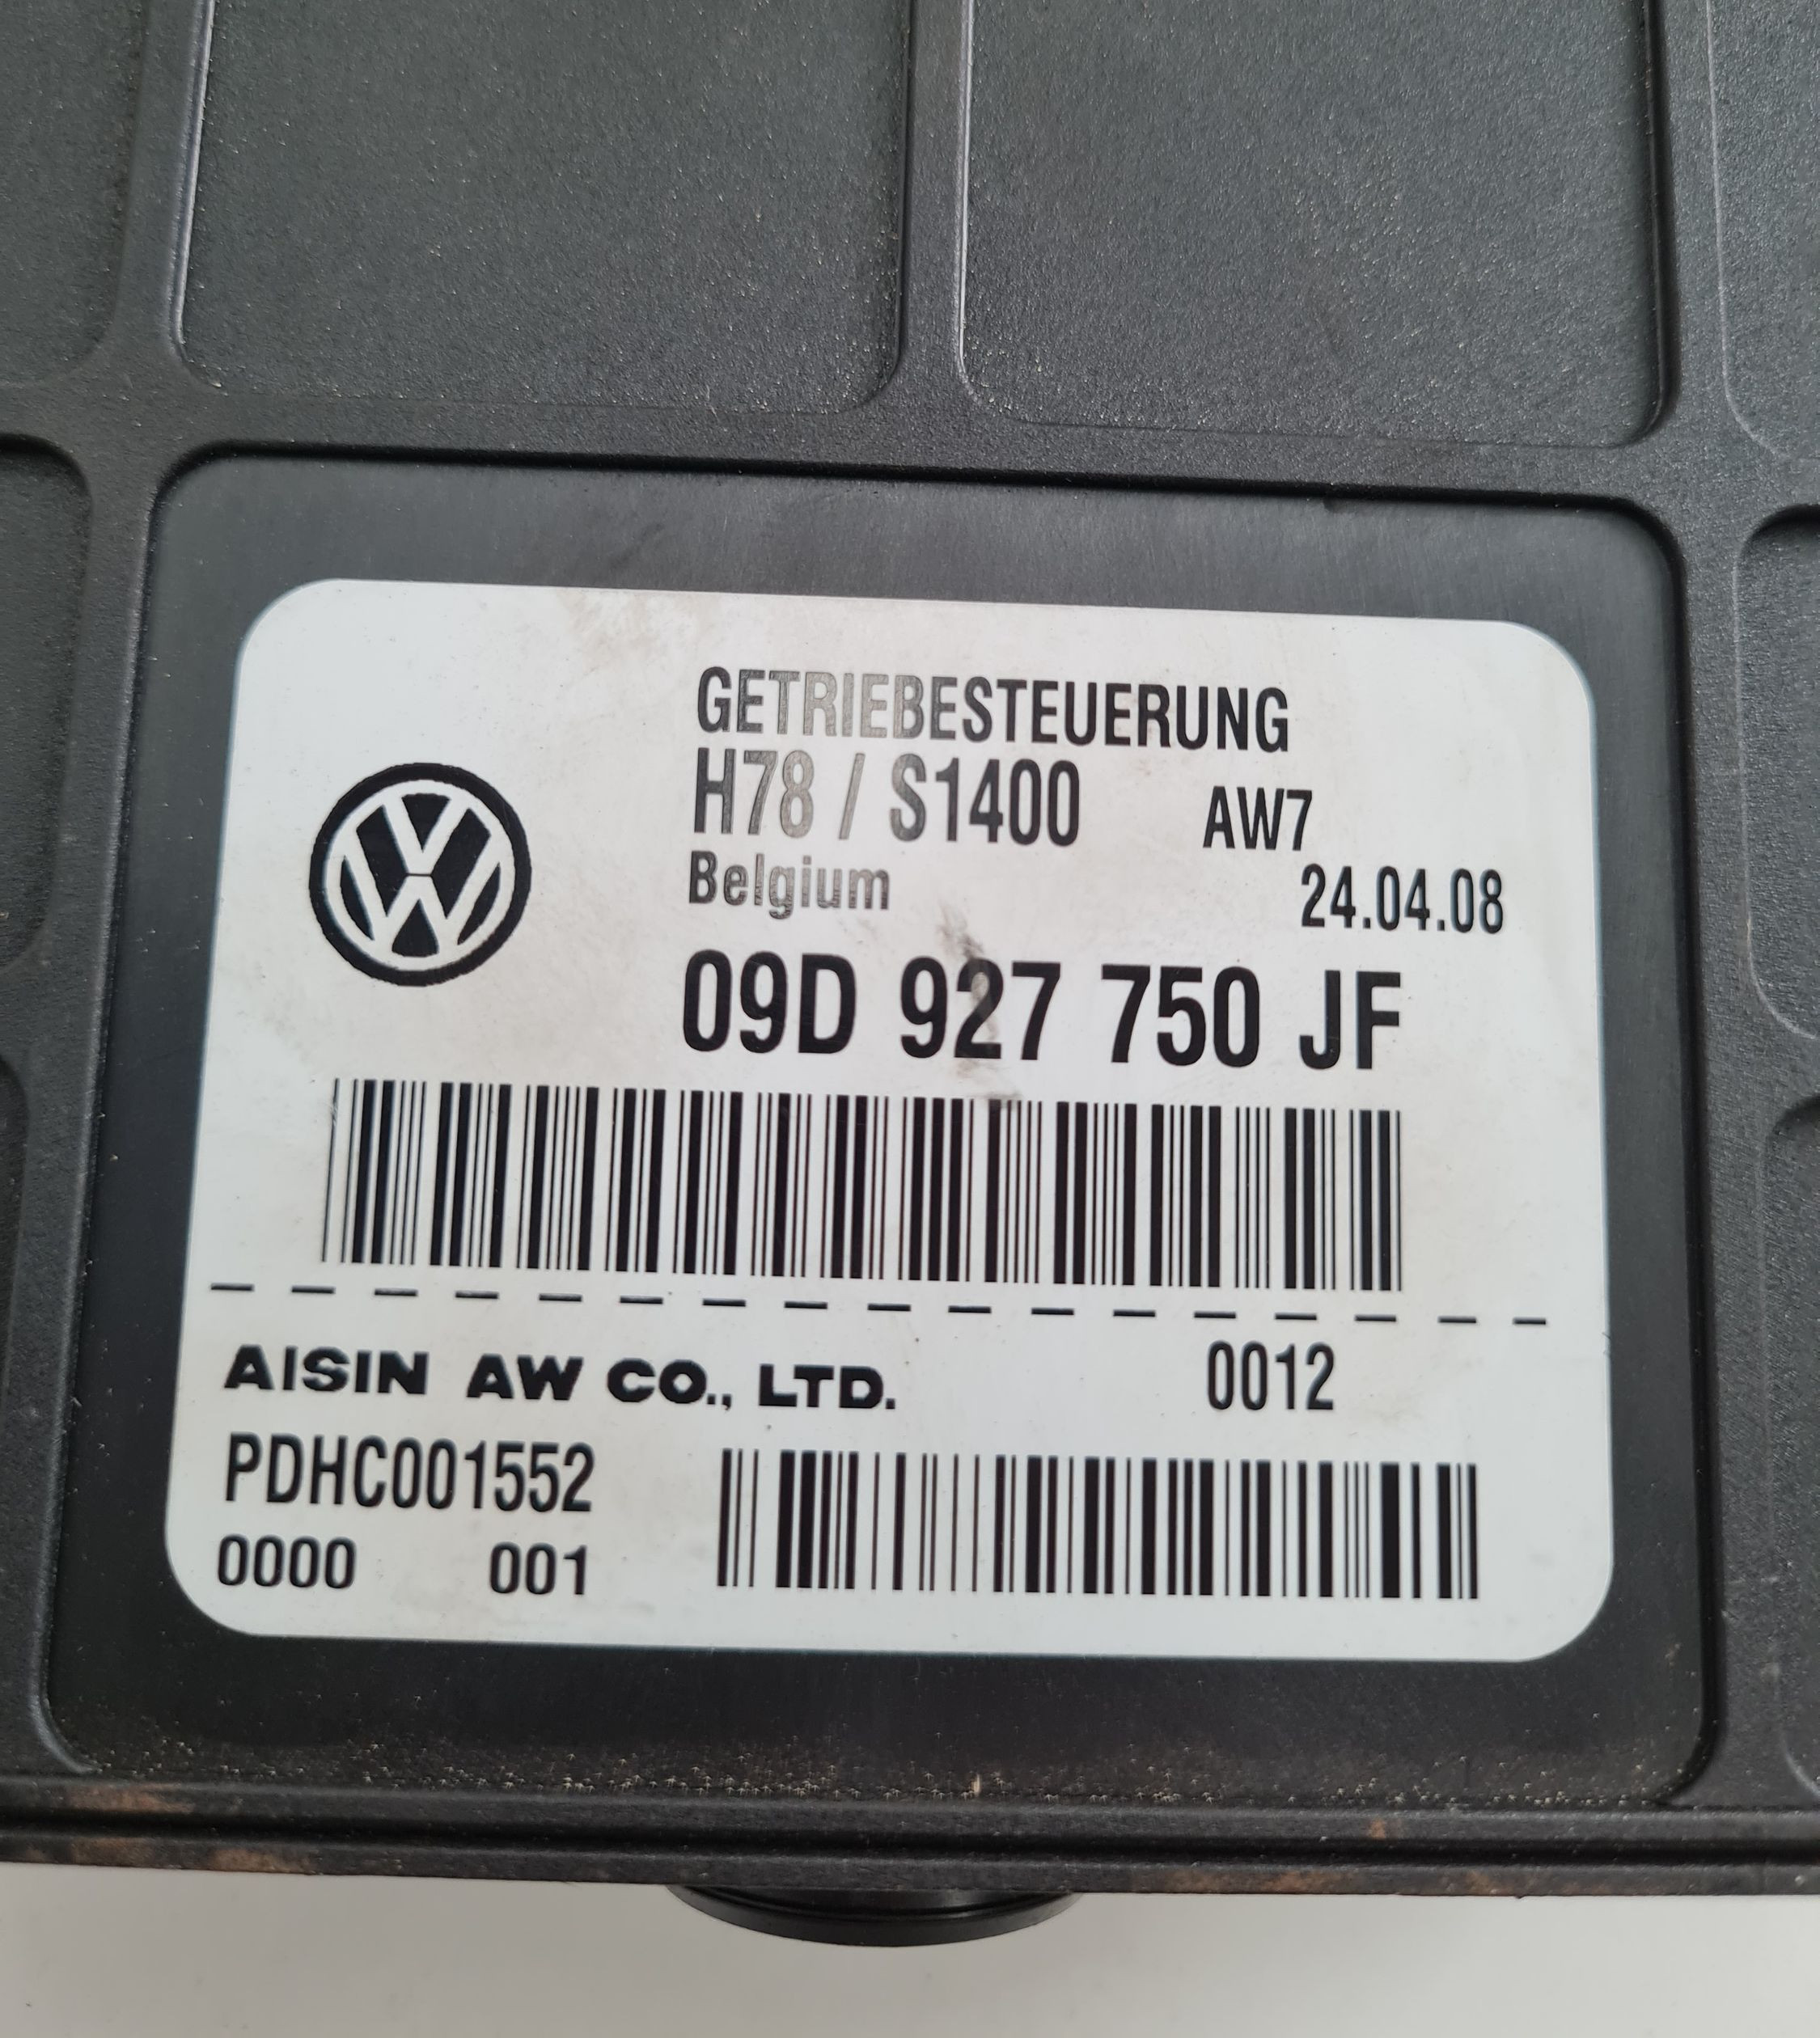 GETRIEBESTEUERUNG
H78 / S1400 AW7
Belgium 24.04.08
09D 927 750 JF
AISIN AW CO., LTD. 0012
PDHC001552
0000 001